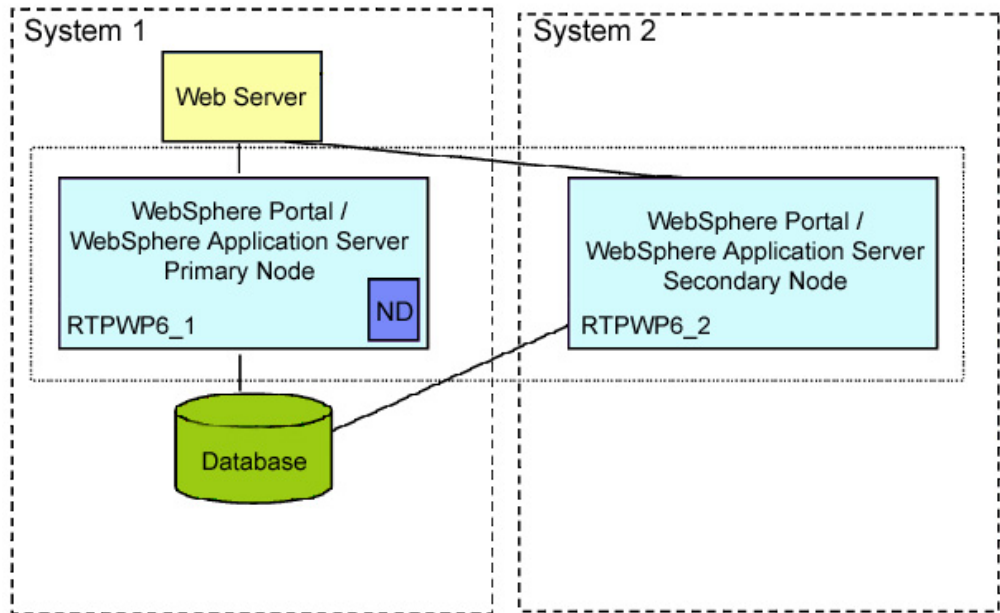 System 1
System 2
Web Server
WebSphere Portal /
WebSphere Application Server
Primary Node
ND
RTPWP6_1
WebSphere Portal /
WebSphere Application Server
Secondary Node
RTPWP6_2
Database